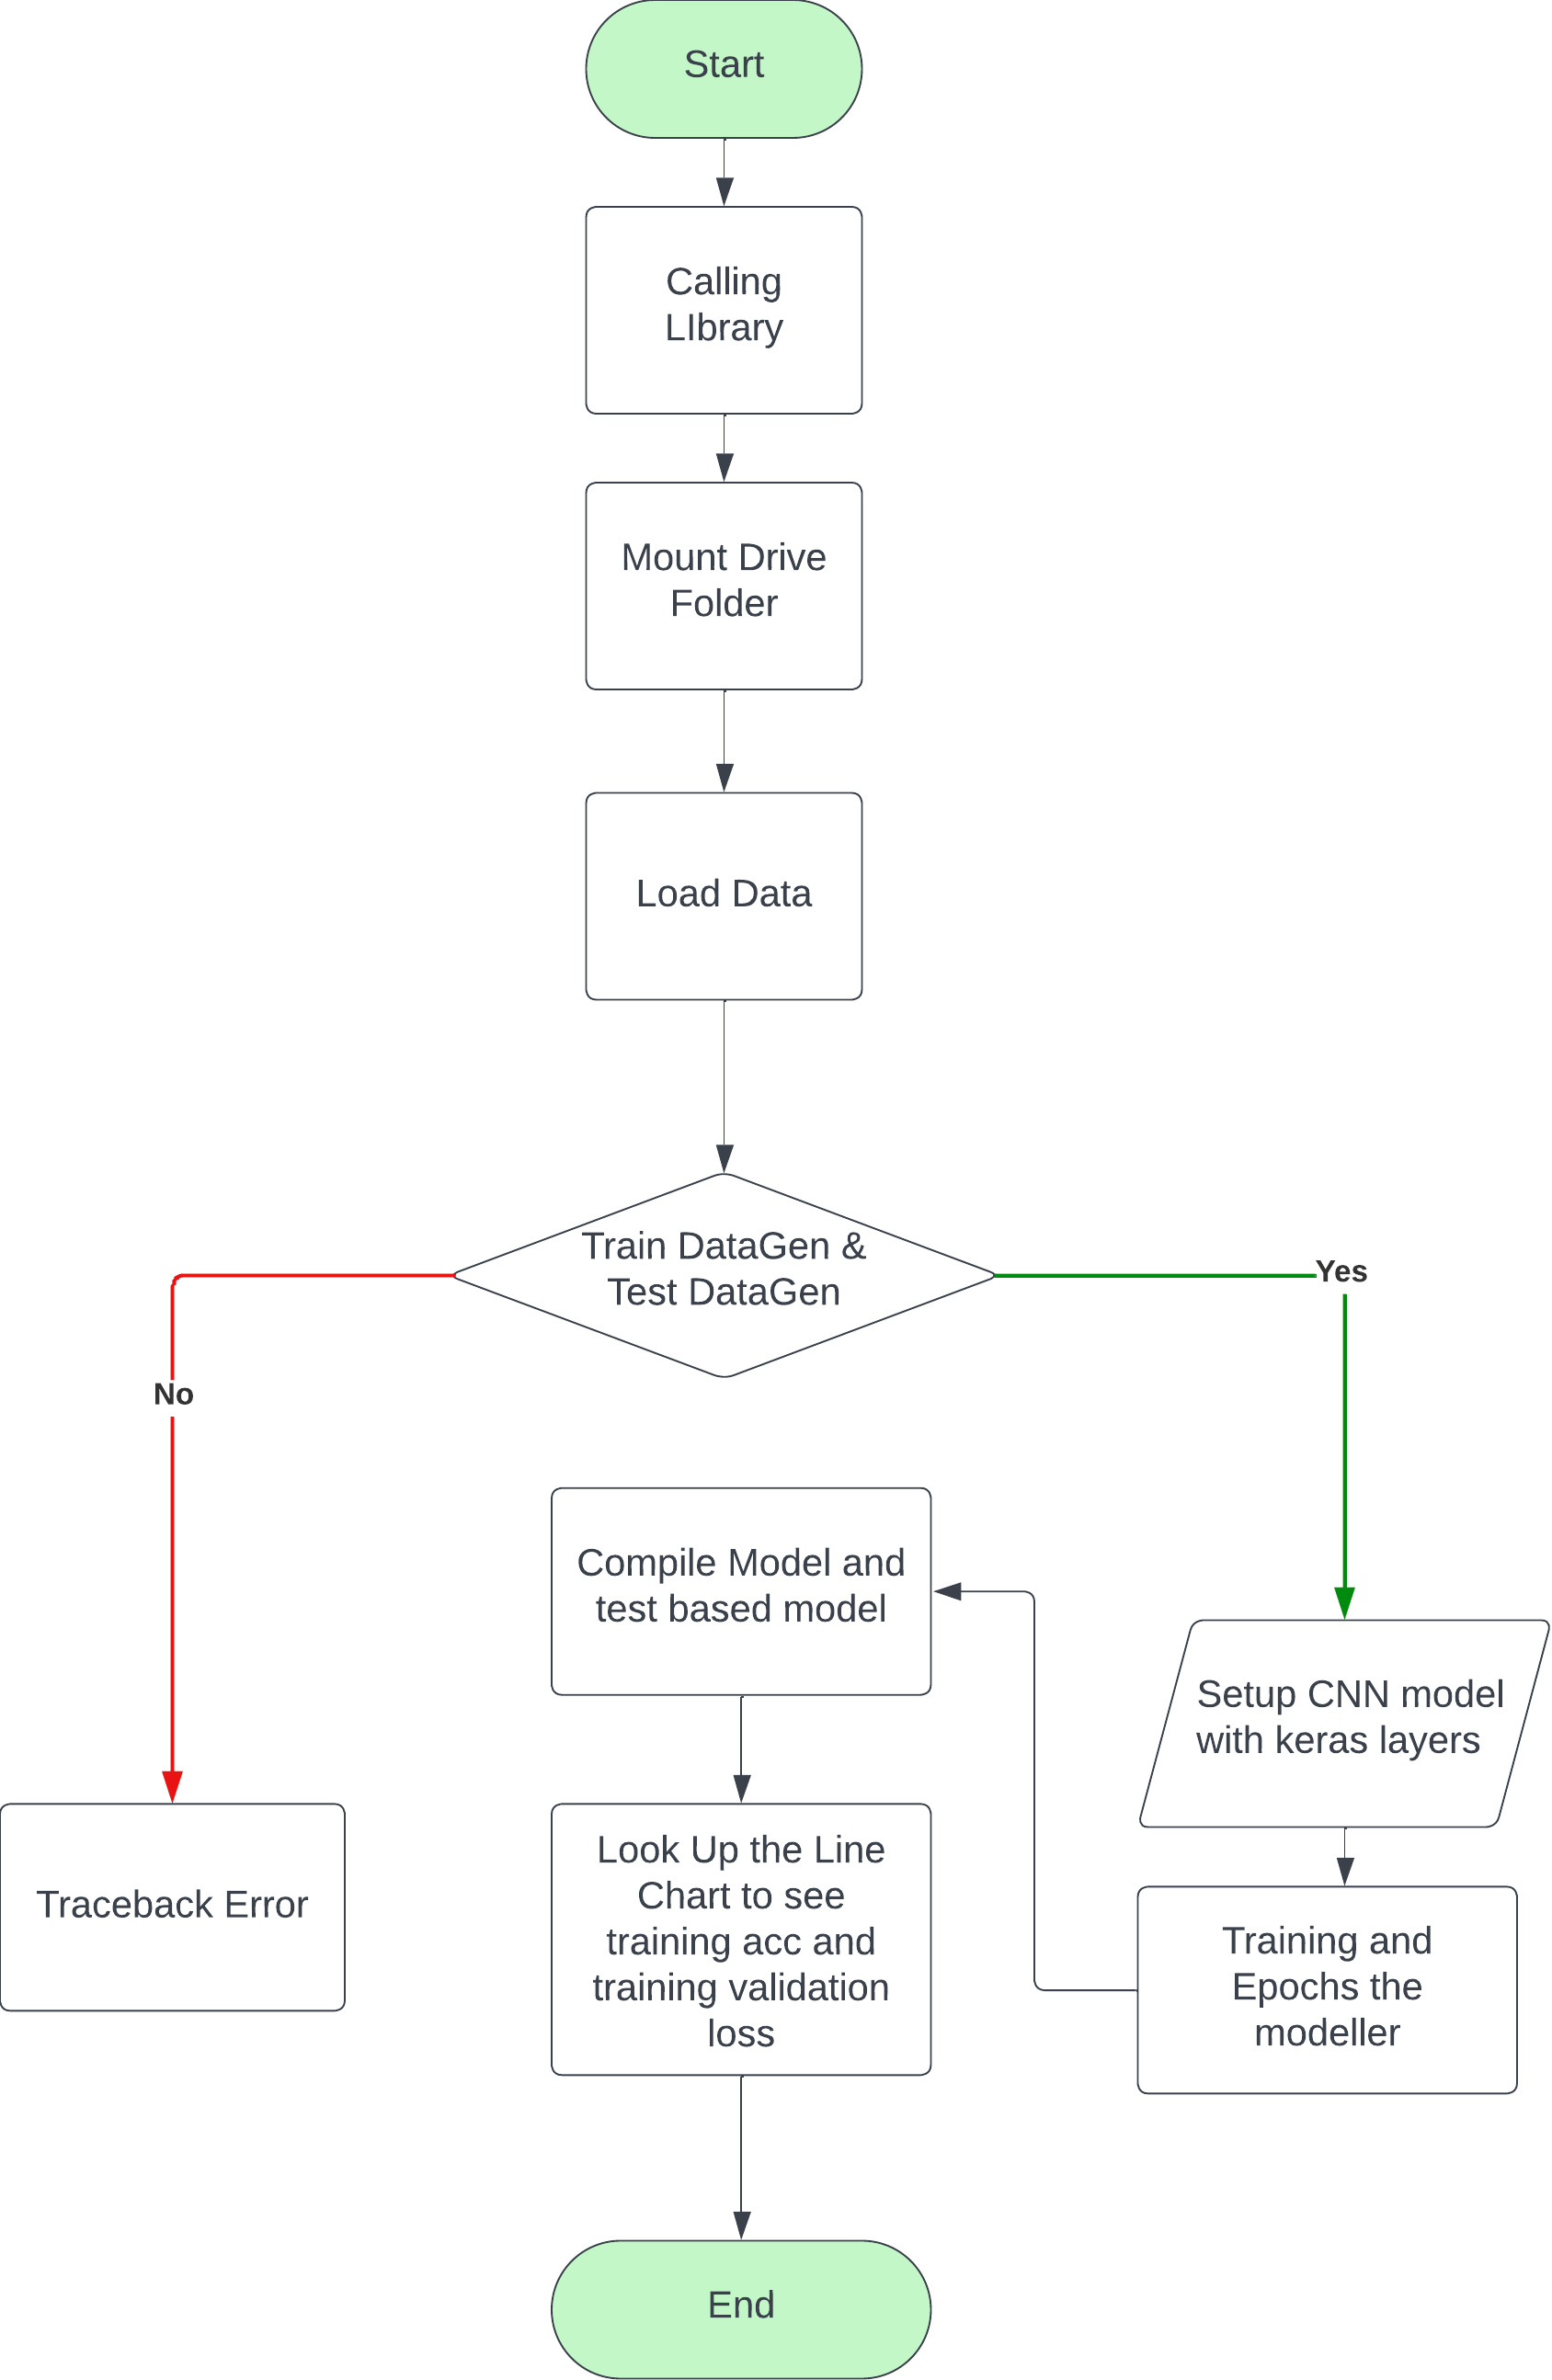 Start
Calling
LIbrary
Mount Drive
Folder
Load Data
Train DataGen &
Test DataGen
Yes
No
Compile Model and
test based model
Setup CNN model
with keras layers
Look Up the Line
Chart to see
training acc and
training validation
loss
Traceback Error
Training and
Epochs the
modeller
End